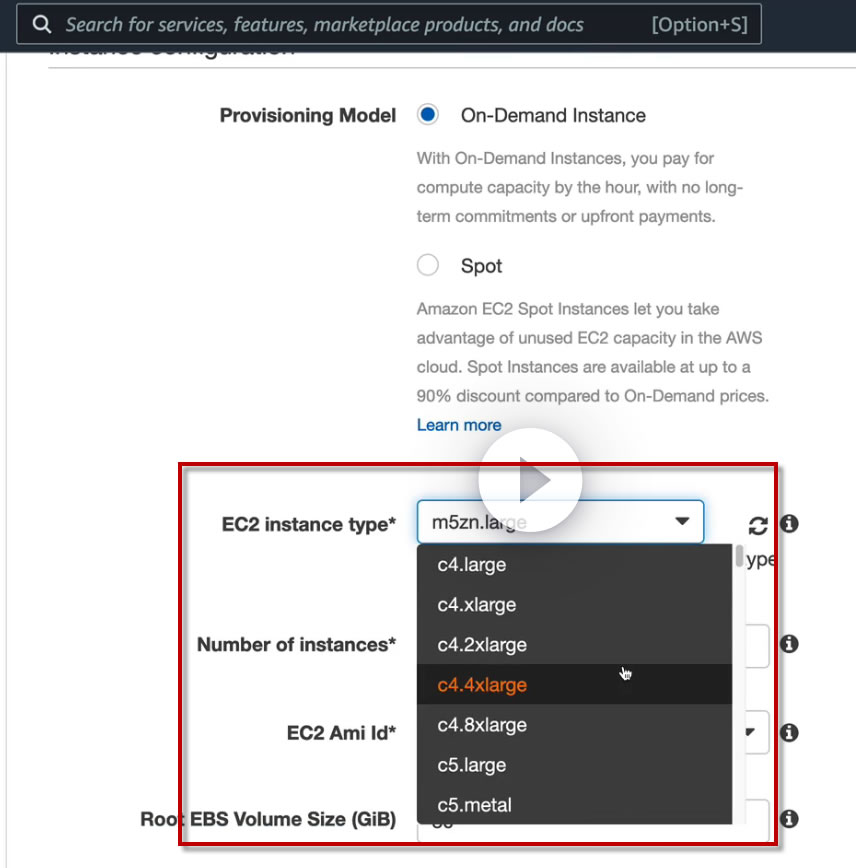 Search for services, features, marketplace products, and docs [Option+S]
Instance configuration
Provisioning Model On-Demand Instance
With On-Demand Instances, you pay for
compute capacity by the hour, with no long-
term commitments or upfront payments.
Spot
Amazon EC2 Spot Instances let you take
advantage of unused EC2 capacity in the AWS
cloud. Spot Instances are available at up to a
90% discount compared to On-Demand prices.
Learn more
EC2 instance type* m5zn.large
c4.large
c4.xlarge
Number of instances* c4.2xlarge
c4.4xlarge
EC2 Ami Id* c4.8xlarge
c5.large
c5.metal
Root EBS Volume Size (GiB)